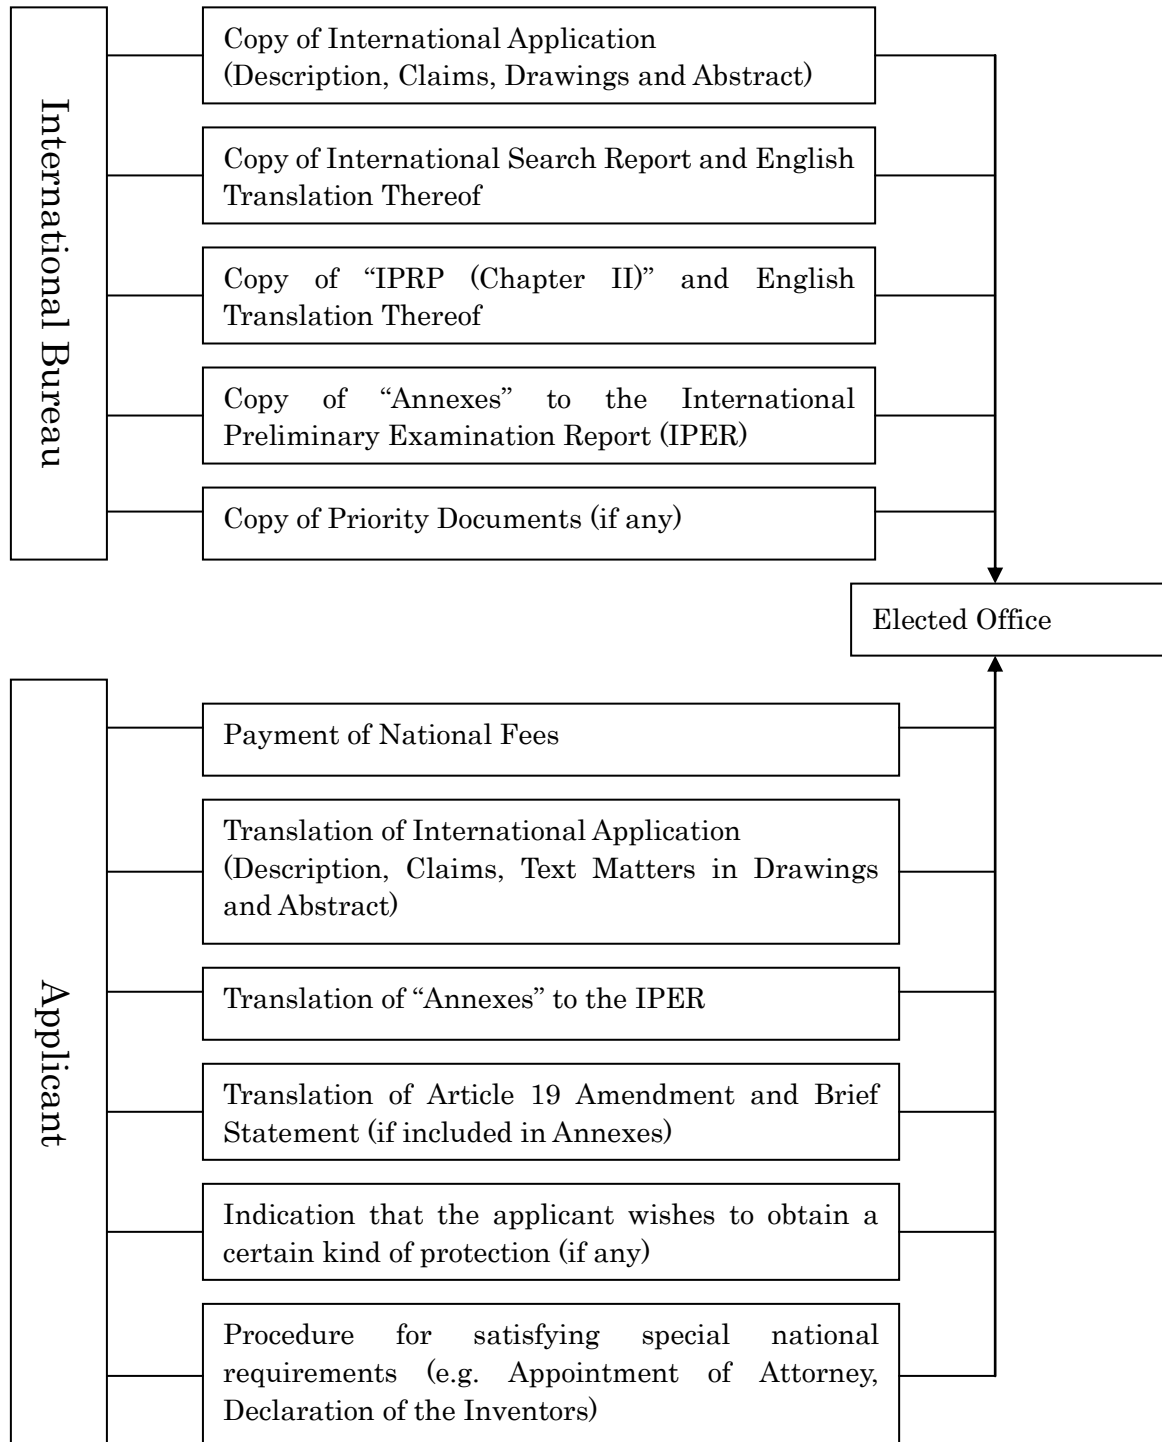 International Bureau
Copy of International Application
(Description, Claims, Drawings and Abstract)
Copy of International Search Report and English
Translation Thereof
Copy of “IPRP (Chapter II)” and English
Translation Thereof
Copy of “Annexes” to the International
Preliminary Examination Report (IPER)
Copy of Priority Documents (if any)
Elected Office
Applicant
Payment of National Fees
Translation of International Application
(Description, Claims, Text Matters in Drawings
and Abstract)
Translation of “Annexes” to the IPER
Translation of Article 19 Amendment and Brief
Statement (if included in Annexes)
Indication that the applicant wishes to obtain a
certain kind of protection (if any)
Procedure for satisfying special national
requirements (e.g. Appointment of Attorney,
Declaration of the Inventors)